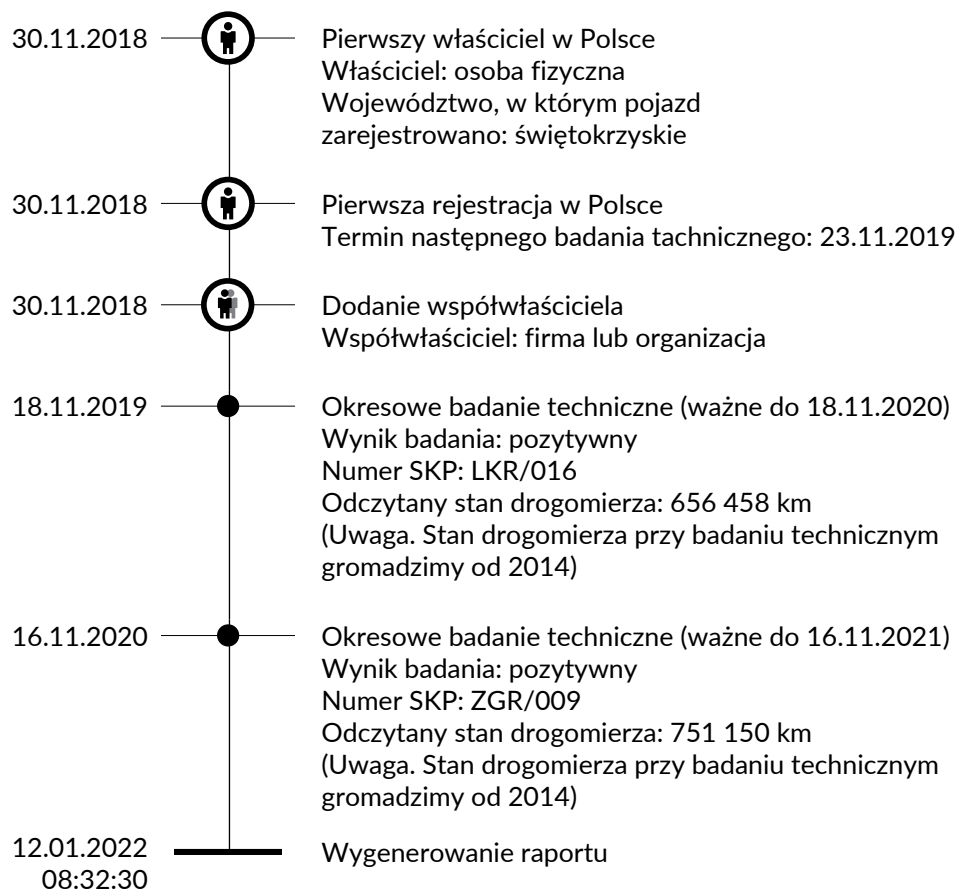 30.11.2018
Pierwszy właściciel w Polsce
Właściciel: osoba fizyczna
Województwo, w którym pojazd
zarejestrowano: świętokrzyskie
30.11.2018
Pierwsza rejestracja w Polsce
Termin następnego badania tachnicznego: 23.11.2019
30.11.2018
Dodanie współwłaściciela
Współwłaściciel: firma lub organizacja
18.11.2019
Okresowe badanie techniczne (ważne do 18.11.2020)
Wynik badania: pozytywny
Numer SKP: LKR/016
Odczytany stan drogomierza: 656 458 km
(Uwaga. Stan drogomierza przy badaniu technicznym
gromadzimy od 2014)
16.11.2020
Okresowe badanie techniczne (ważne do 16.11.2021)
Wynik badania: pozytywny
Numer SKP: ZGR/009
Odczytany stan drogomierza: 751 150 km
(Uwaga. Stan drogomierza przy badaniu technicznym
gromadzimy od 2014)
12.01.2022
08:32:30
Wygenerowanie raportu